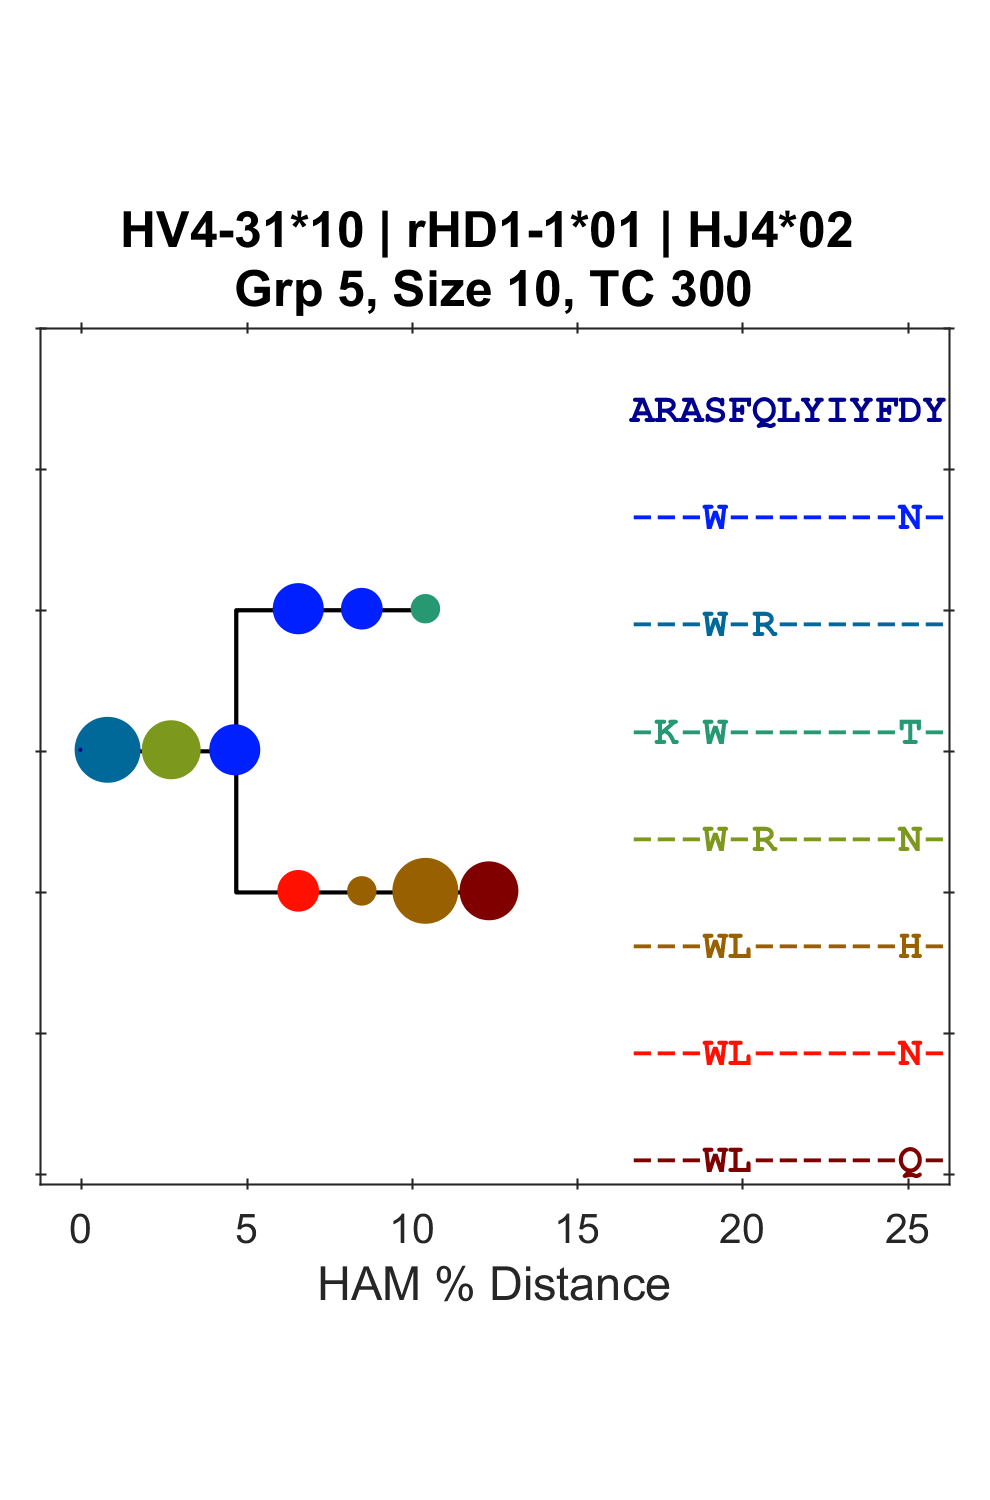 HV4-31*10 | rHD1-1*01 | HJ4*02
Grp 5, Size 10, TC 300
ARASFQLYIYFDY
---W-------N-
---W-R-------
-K-W-------T-
---W-R-----N-
---WL------H-
---WL------N-
---WL------Q-
0 5 10 15 20 25
HAM % Distance